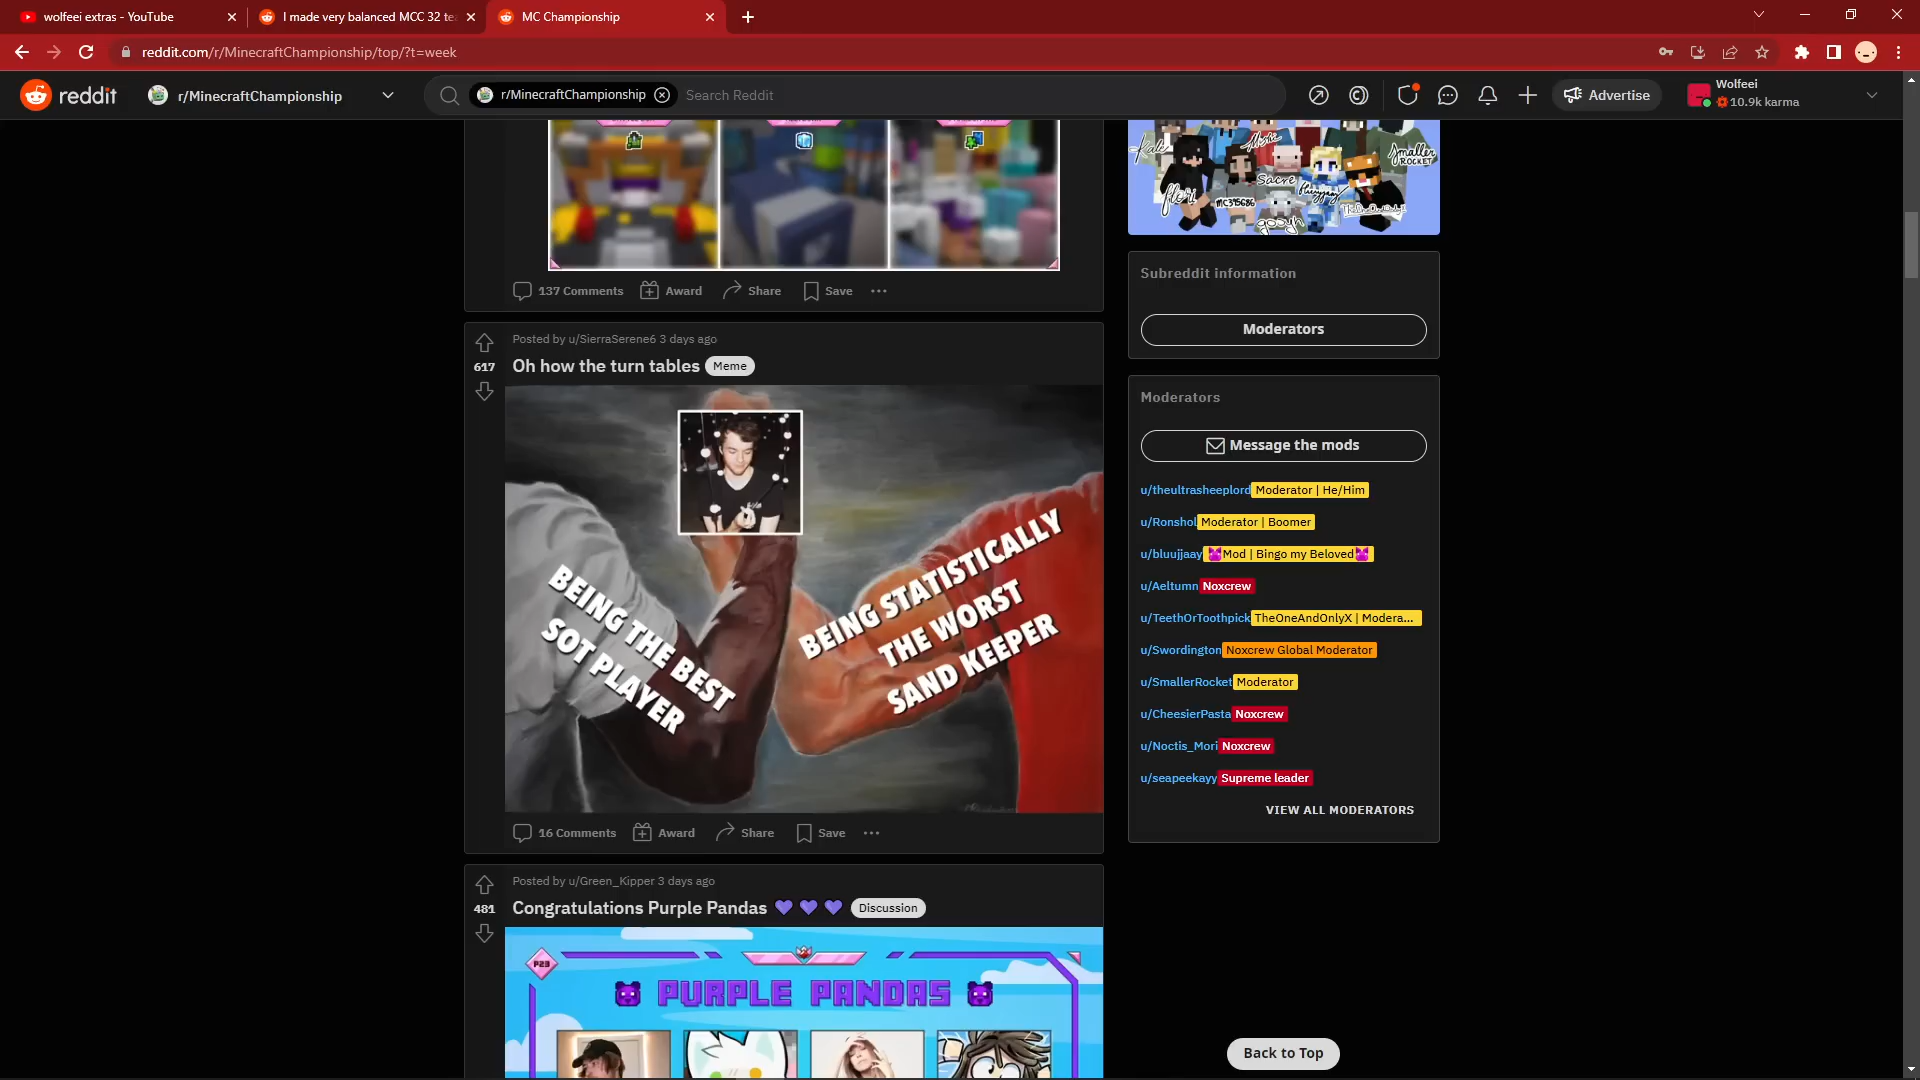 wolfeei extras - YouTube
I made very balanced MCC 32 te
MC Championship
reddit.com/r/MinecraftChampionship/top/?t=week
reddit
r/MinecraftChampionship
r/MinecraftChampionship
Search Reddit
Advertise
Wolfeei
10.9k karma
137 Comments
Award
Share
Save
Posted by u/SierraSerene6 3 days ago
617
Oh how the turn tables
Meme
BEING THE BEST
SOT PLAYER
BEING STATISTICALLY
THE WORST
SAND KEEPER
16 Comments
Award
Share
Save
Posted by u/Green_Kipper 3 days ago
481
Congratulations Purple Pandas 💜 💜 💜
Discussion
P23
PURPLE PANDAS
Smaller
ROCKET
Sacre
MC345686
Subreddit information
Moderators
Moderators
Message the mods
u/theultrasheeplord Moderator | He/Him
u/Ronshol Moderator | Boomer
u/bluujjaay Mod | Bingo my Beloved
u/Aeltumn Noxcrew
u/TeethOrToothpick TheOneAndOnlyX | Modera...
u/Swordington Noxcrew Global Moderator
u/SmallerRocket Moderator
u/CheesierPasta Noxcrew
u/Noctis_Mori Noxcrew
u/seapeekayy Supreme leader
VIEW ALL MODERATORS
Back to Top